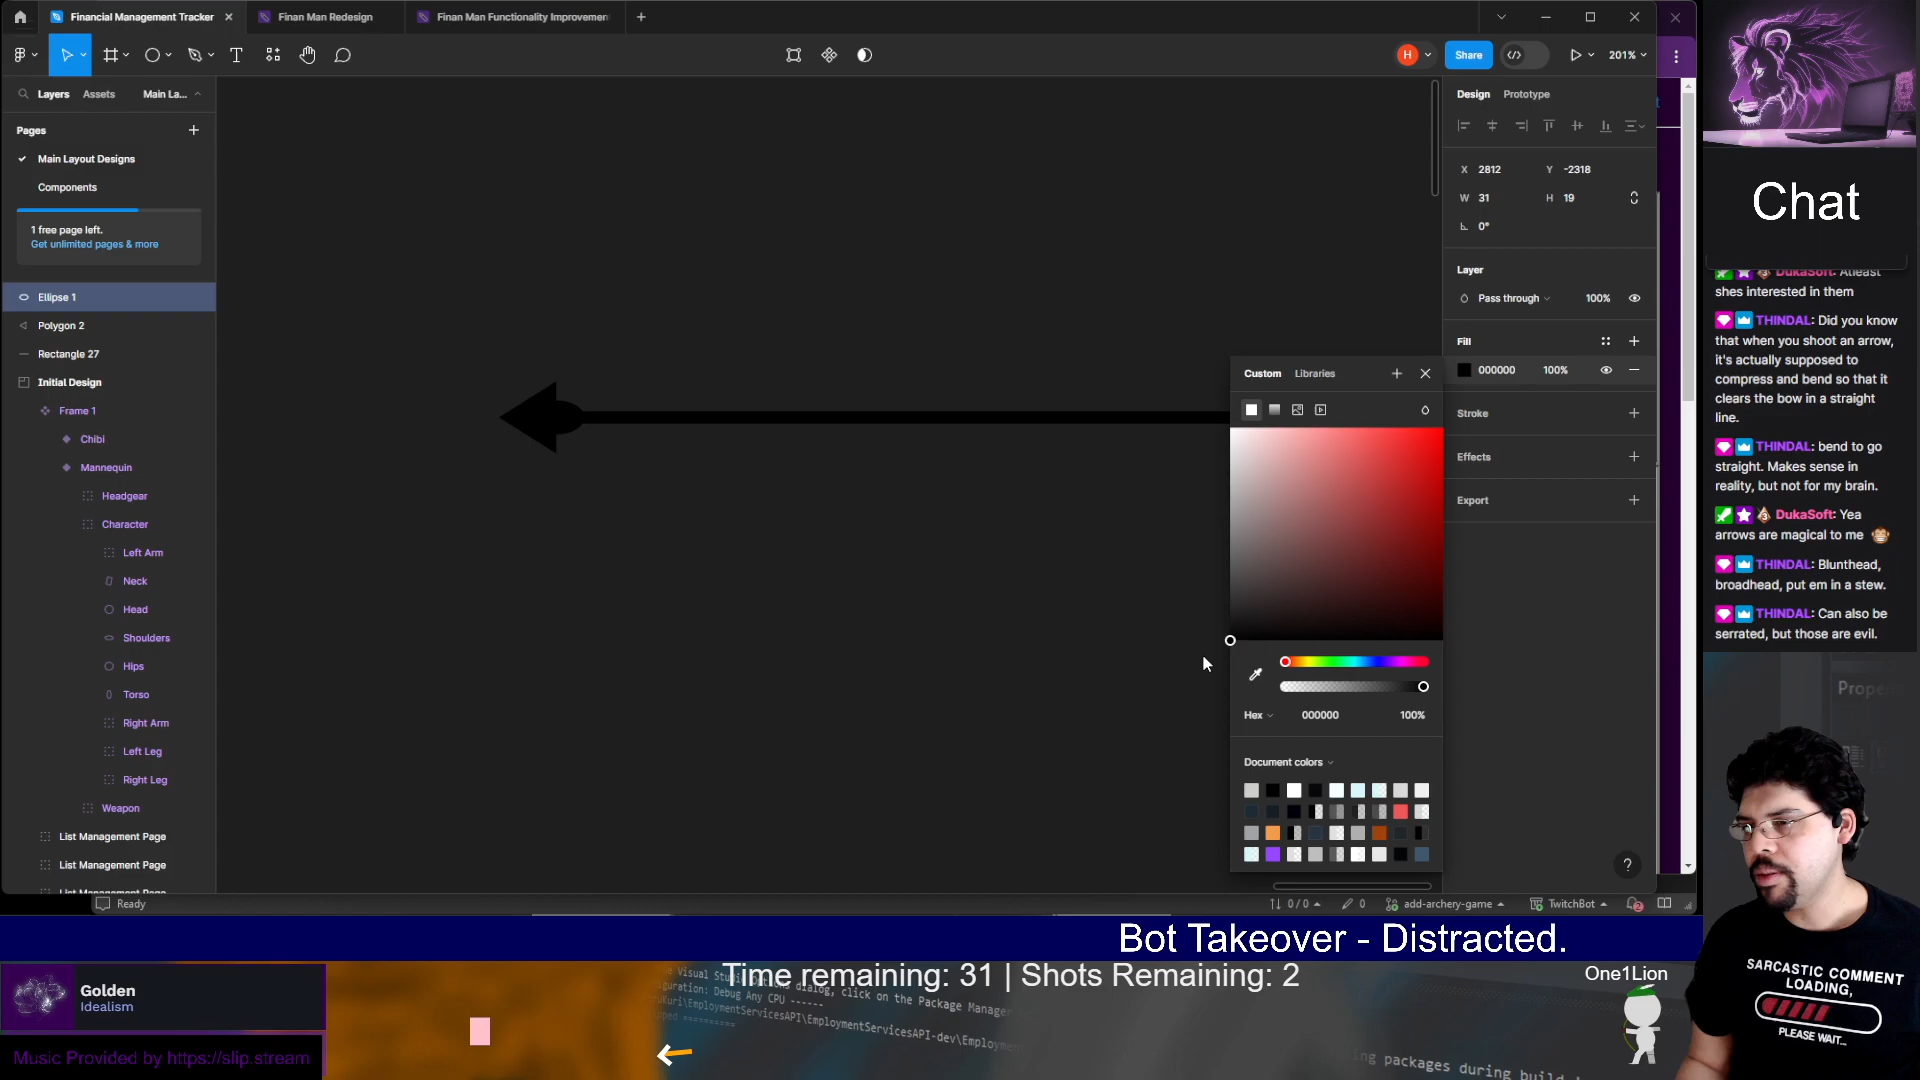 Financial Management Tracker
Finan Man Redesign
Finan Man Functionality Improvemen
H
Share
201%
Layers
Assets
Main La...
Design
Prototype
Pages
Main Layout Designs
Components
1 free page left.
Get unlimited pages & more
X 2812
Y -2318
W 31
H 19
0°
Layer
Pass through
100%
Fill
000000
100%
Stroke
Effects
Export
Ellipse 1
Polygon 2
Rectangle 27
Initial Design
Frame 1
Chibi
Mannequin
Headgear
Character
Left Arm
Neck
Head
Shoulders
Hips
Torso
Right Arm
Left Leg
Right Leg
Weapon
List Management Page
List Management Page
List Management Page
Custom
Libraries
Hex
000000
100%
Document colors
?
Ready
0 / 0
0
add-archery-game
TwitchBot
2
Chat
DukaSoft: Atleast
shes interested in them
THINDAL: Did you know
that when you shoot an arrow,
it's actually supposed to
compress and bend so that it
clears the bow in a straight
line.
THINDAL: bend to go
straight. Makes sense in
reality, but not for my brain.
DukaSoft: Yea
arrows are magical to me
THINDAL: Blunthead,
broadhead, put em in a stew.
THINDAL: Can also be
serrated, but those are evil.
Bot Takeover - Distracted.
Time remaining: 31 | Shots Remaining: 2
One1Lion
Golden
Idealism
Music Provided by https://slip.stream
SARCASTIC COMMENT
LOADING,
PLEASE WAIT...